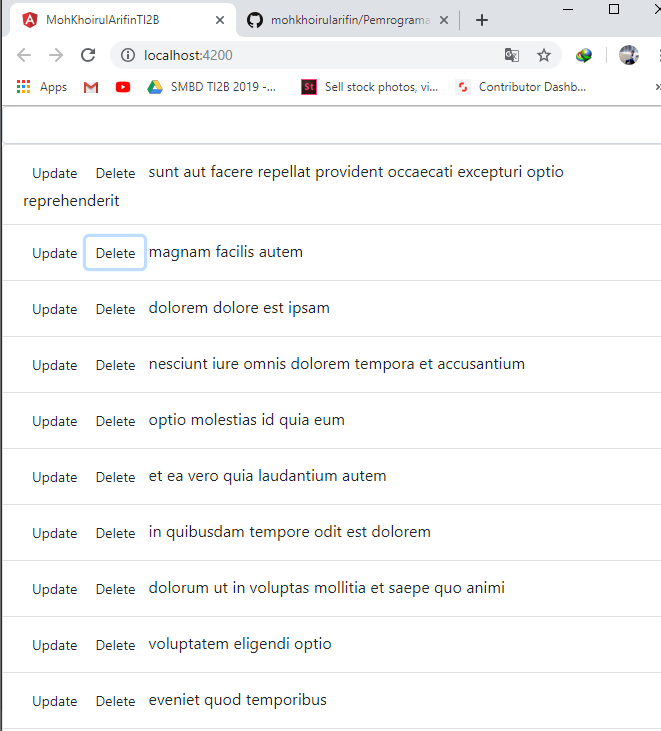 MohKhoirulArifinTI2B
mohkhoirularifin/Pemrograma
localhost:4200
Apps
SMBD TI2B 2019 -...
St
Sell stock photos, vi...
Contributor Dashb...
Update Delete sunt aut facere repellat provident occaecati excepturi optio
reprehenderit
Update Delete magnam facilis autem
Update Delete dolorem dolore est ipsam
Update Delete nesciunt iure omnis dolorem tempora et accusantium
Update Delete optio molestias id quia eum
Update Delete et ea vero quia laudantium autem
Update Delete in quibusdam tempore odit est dolorem
Update Delete dolorum ut in voluptas mollitia et saepe quo animi
Update Delete voluptatem eligendi optio
Update Delete eveniet quod temporibus